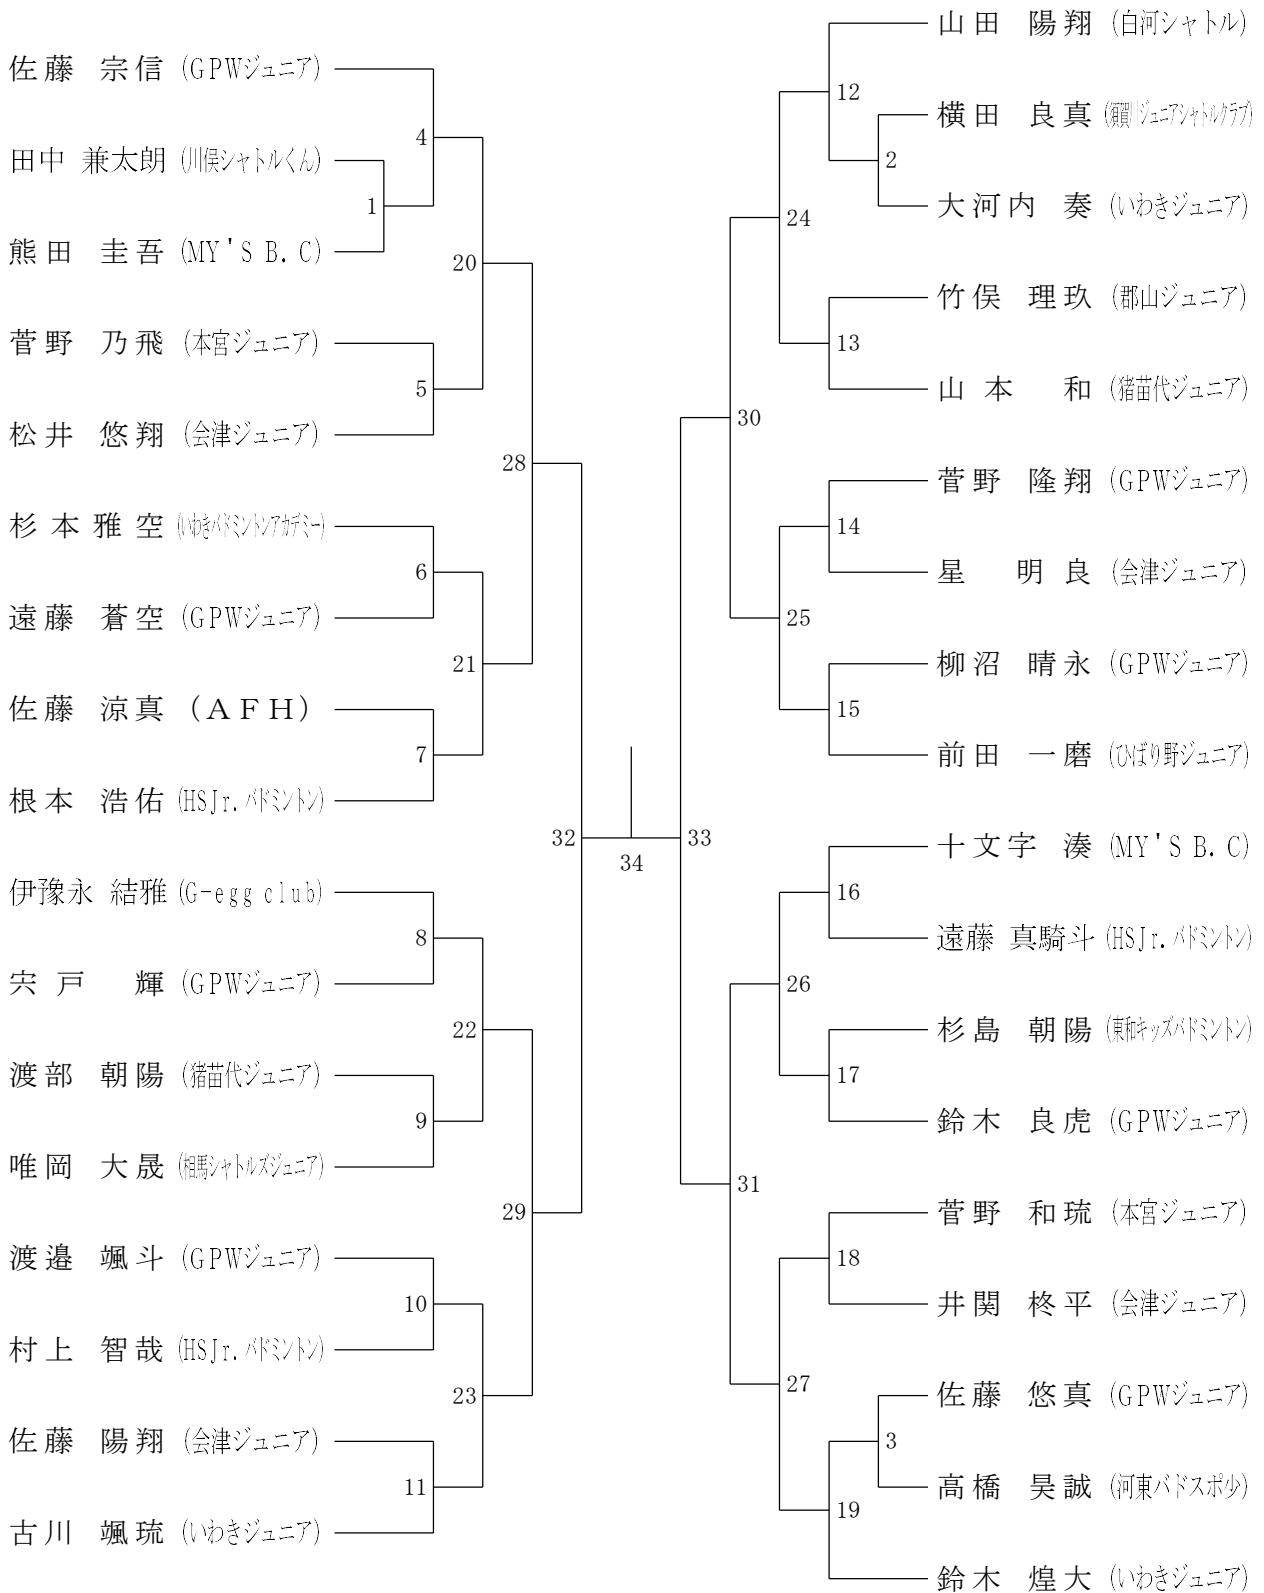 佐藤 宗信 (GPWジュニア)
田中 兼太朗 (川俣シャトルくん)
熊田 圭吾 (MY'S B.C)
菅野 乃飛 (本宮ジュニア)
松井 悠翔 (会津ジュニア)
杉本 雅空 (いわきバドミントンアカデミー)
遠藤 蒼空 (GPWジュニア)
佐藤 涼真 (AFH)
根本 浩佑 (HSJr.バドミントン)
伊豫永 結雅 (G-egg club)
宍戸 輝 (GPWジュニア)
渡部 朝陽 (猪苗代ジュニア)
唯岡 大晟 (相馬シャトルズジュニア)
渡邉 颯斗 (GPWジュニア)
村上 智哉 (HSJr.バドミントン)
佐藤 陽翔 (会津ジュニア)
古川 颯琉 (いわきジュニア)
1
4
5
6
7
8
9
10
11
20
21
22
23
28
29
32
34
33
30
31
24
25
26
27
12
13
14
15
16
17
18
19
2
3
山田 陽翔 (白河シャトル)
横田 良真 (須賀川ジュニアシャトルクラブ)
大河内 奏 (いわきジュニア)
竹俣 理玖 (郡山ジュニア)
山本 和 (猪苗代ジュニア)
菅野 隆翔 (GPWジュニア)
星 明良 (会津ジュニア)
柳沼 晴永 (GPWジュニア)
前田 一磨 (ひばり野ジュニア)
十文字 湊 (MY'S B.C)
遠藤 真騎斗 (HSJr.バドミントン)
杉島 朝陽 (東和キッズバドミントン)
鈴木 良虎 (GPWジュニア)
菅野 和琉 (本宮ジュニア)
井関 柊平 (会津ジュニア)
佐藤 悠真 (GPWジュニア)
高橋 昊誠 (河東バドスポ少)
鈴木 煌大 (いわきジュニア)